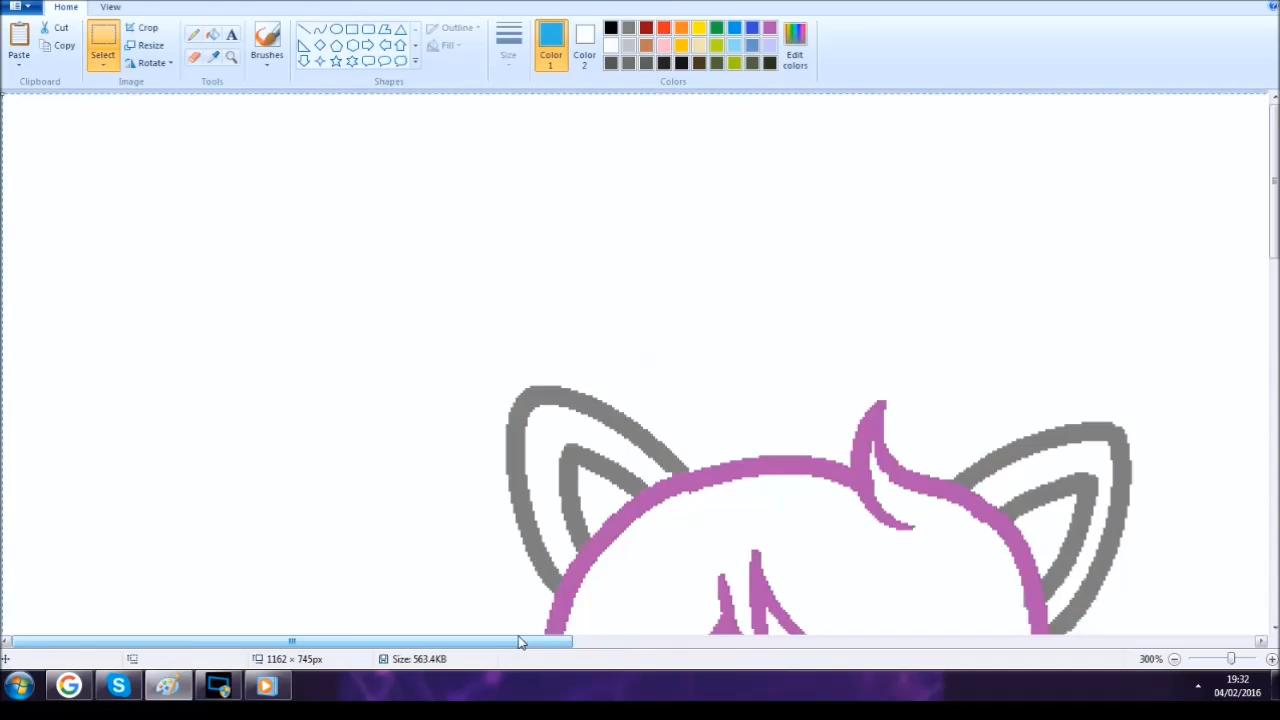 Home View
Cut
Copy
Paste
Clipboard
Select
Crop
Resize
Rotate
Image
A
Tools
Brushes
Shapes
Outline
Fill
Size
Color
1
Color
2
Edit
colors
Colors
1162 × 745px
Size: 563.4KB
300%
19:32
04/02/2016